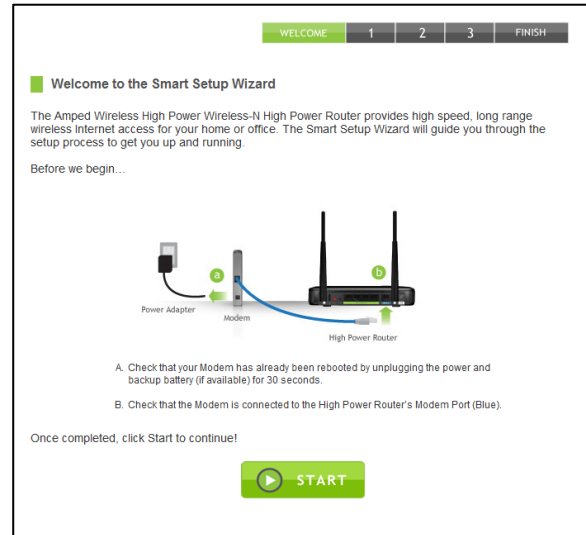 WELCOME 1 2 3 FINISH
Welcome to the Smart Setup Wizard
The Amped Wireless High Power Wireless-N High Power Router provides high speed, long range
wireless Internet access for your home or office. The Smart Setup Wizard will guide you through the
setup process to get you up and running.
Before we begin…
a
b
Power Adapter
Modem
High Power Router
A. Check that your Modem has already been rebooted by unplugging the power and
backup battery (if available) for 30 seconds.
B. Check that the Modem is connected to the High Power Router's Modem Port (Blue).
Once completed, click Start to continue!
START